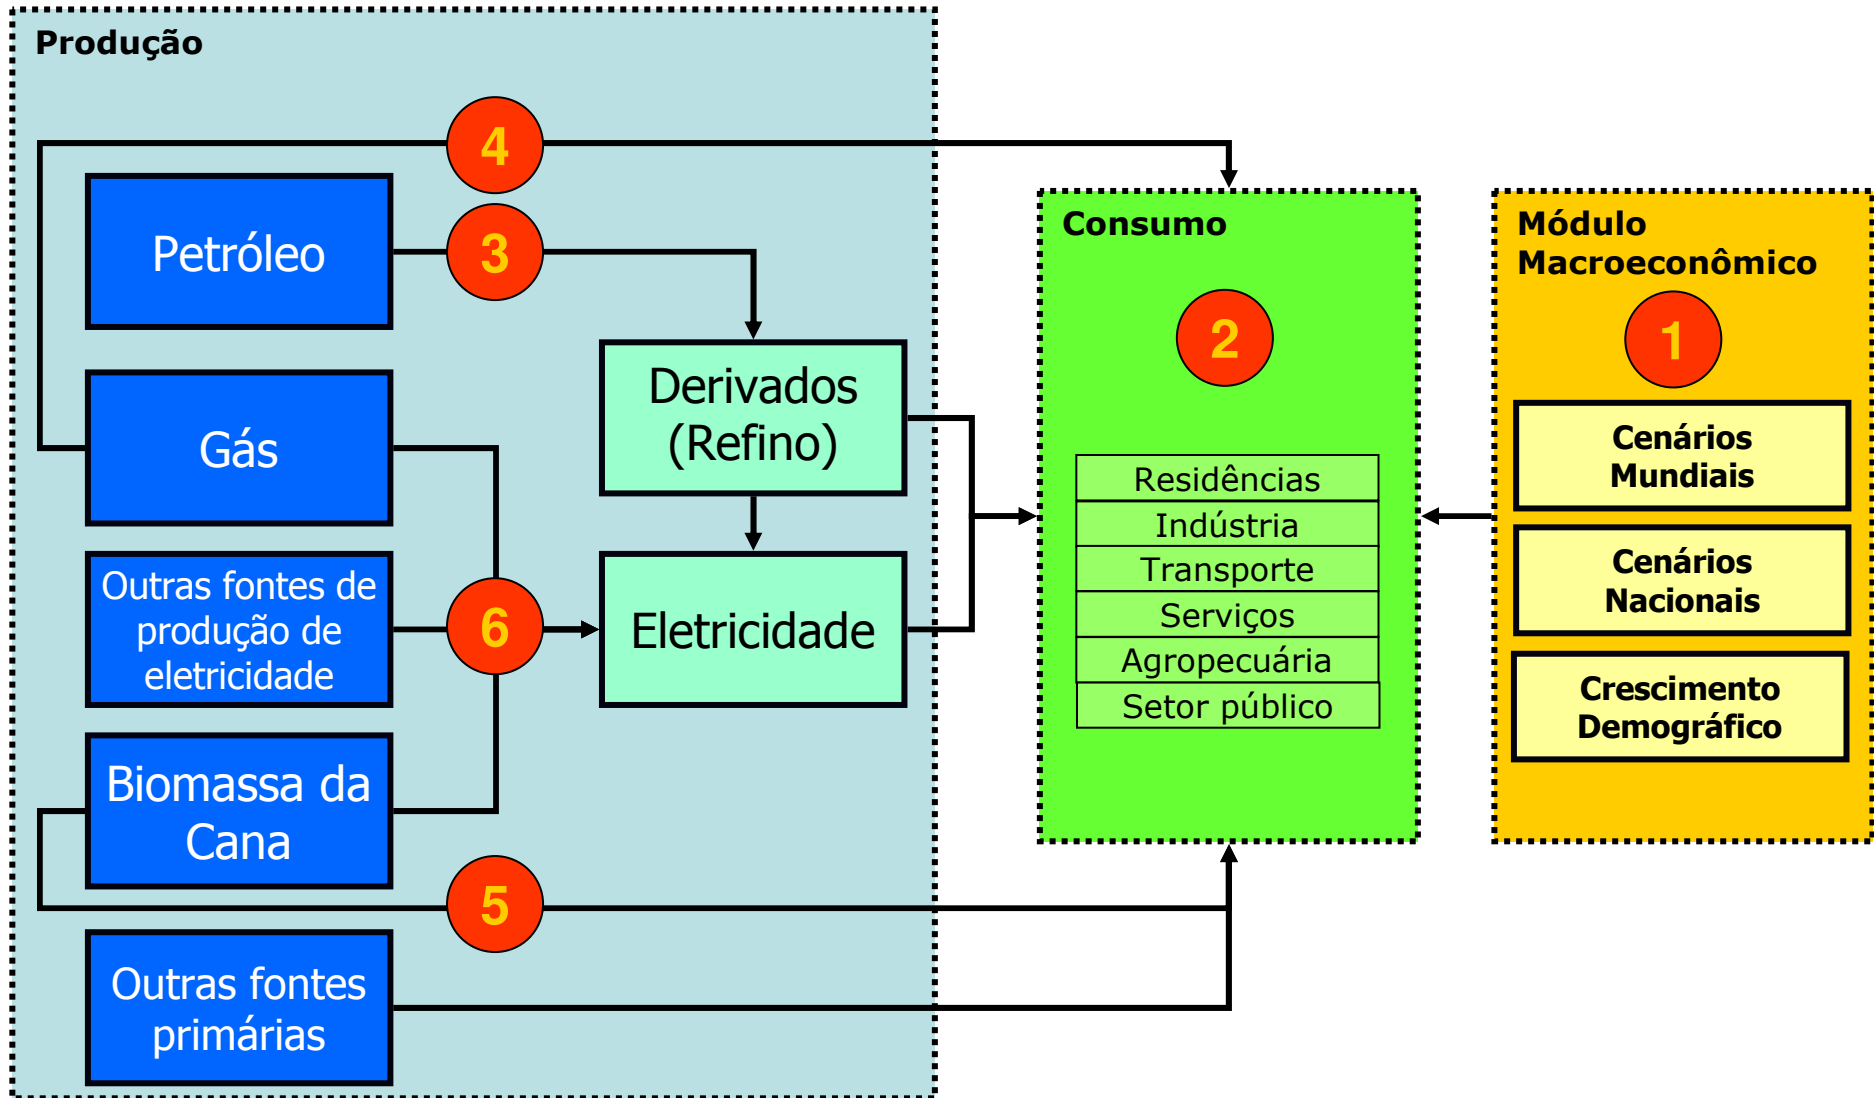 Produção
4
Petróleo
3
Gás
Derivados
(Refino)
Outras fontes de
produção de
eletricidade
6
Eletricidade
Biomassa da
Cana
5
Outras fontes
primárias
Consumo
2
Residências
Indústria
Transporte
Serviços
Agropecuária
Setor público
Módulo
Macroeconômico
1
Cenários
Mundiais
Cenários
Nacionais
Crescimento
Demográfico